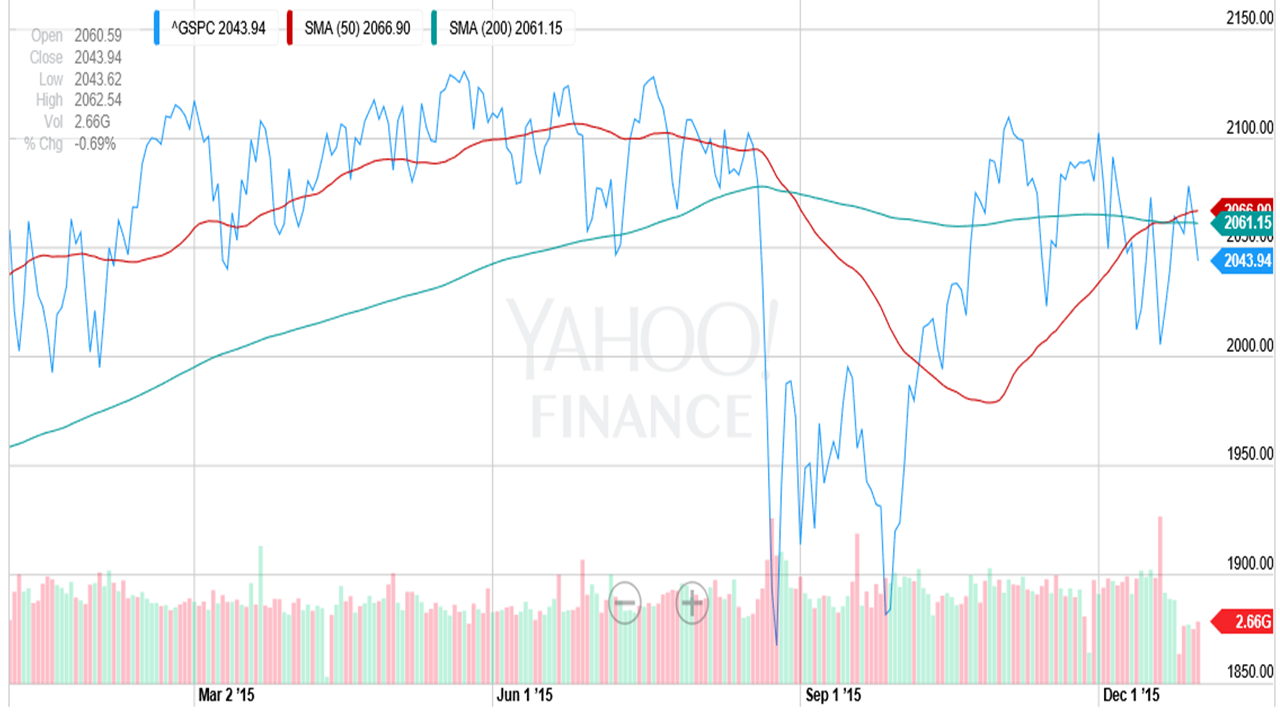 ^GSPC 2043.94 SMA (50) 2066.90 SMA (200) 2061.15
Open 2060.59
Close 2043.94
Low 2043.62
High 2062.54
Vol 2.66G
% Chg -0.69%
2150.00
2100.00
2066.90
2061.15
2050.00
2043.94
2000.00
1950.00
1900.00
2.66G
1850.00
YAHOO!
FINANCE
Mar 2 '15 Jun 1 '15 Sep 1 '15 Dec 1 '15